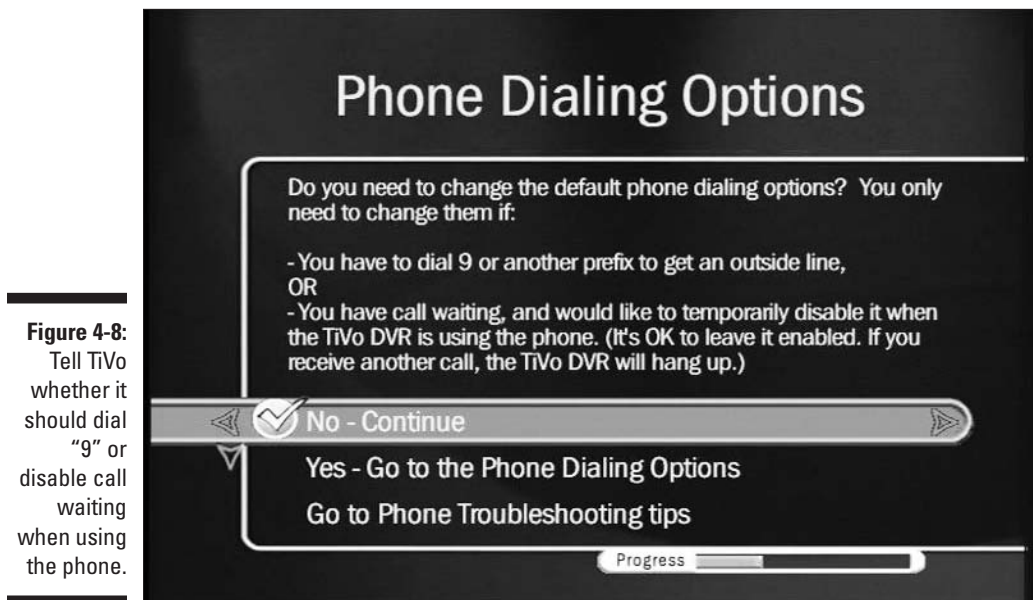 Phone Dialing Options
Do you need to change the default phone dialing options? You only
need to change them if:
- You have to dial 9 or another prefix to get an outside line,
OR
- You have call waiting, and would like to temporarily disable it when
the TiVo DVR is using the phone. (It's OK to leave it enabled. If you
receive another call, the TiVo DVR will hang up.)
No - Continue
Yes - Go to the Phone Dialing Options
Go to Phone Troubleshooting tips
Progress
Figure 4-8:
Tell TiVo
whether it
should dial
“9” or
disable call
waiting
when using
the phone.